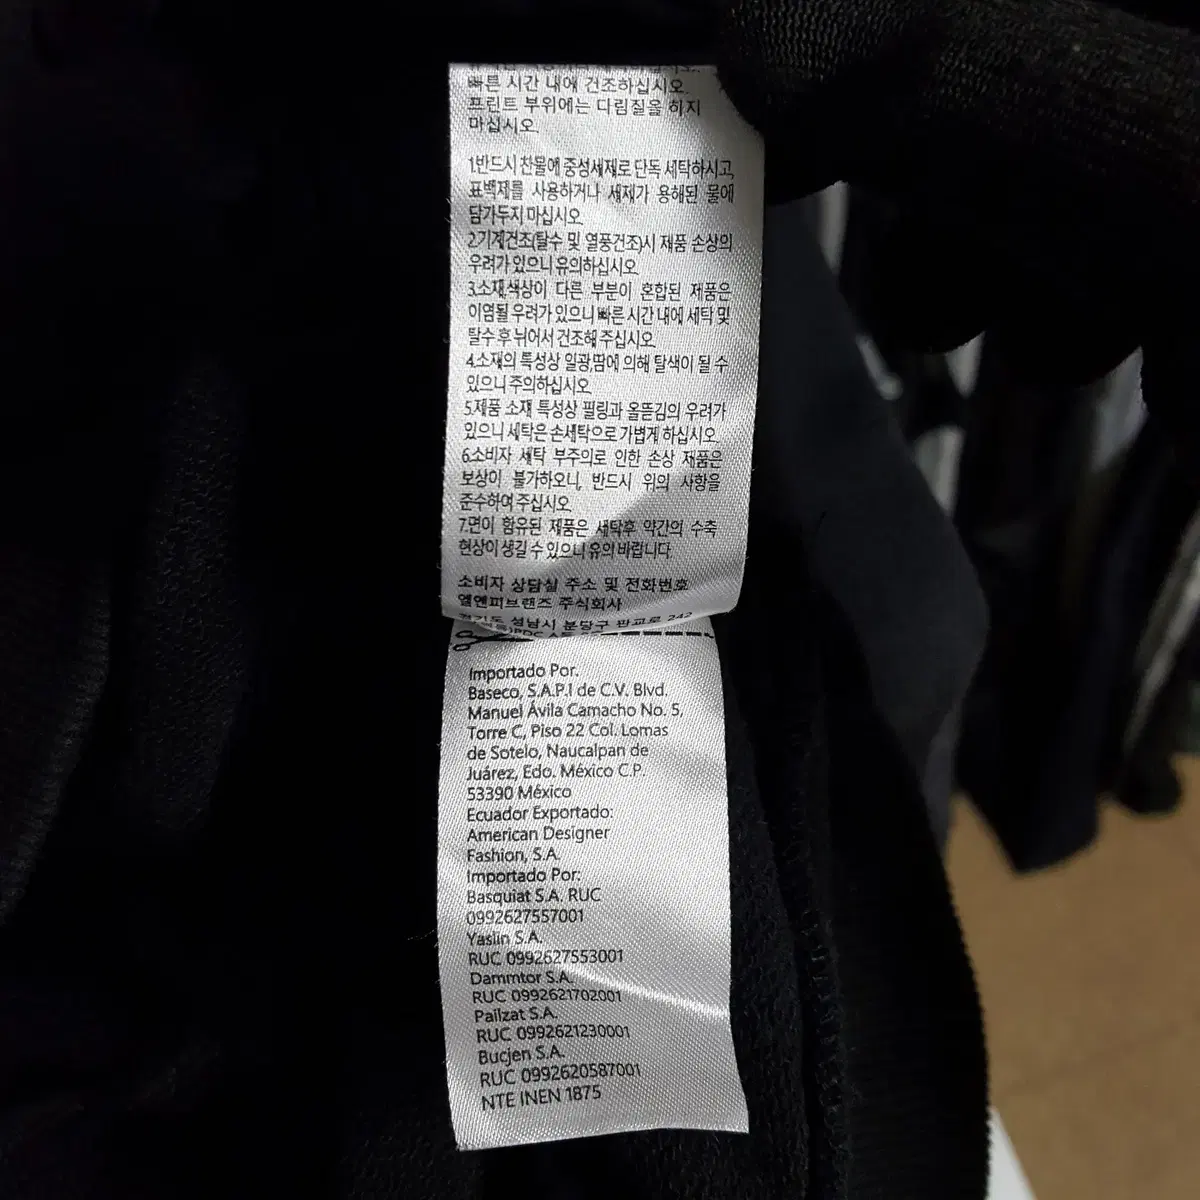 빠른 시간 내에 건조하십시오.
프린트 부위에는 다림질을 하지
마십시오.
1.반드시 찬물에 중성세제로 단독 세탁하시고,
표백제를 사용하거나 세제가 용해된 물에
담가두지 마십시오.
2.기계건조(탈수 및 열풍건조)시 제품 손상의
우려가 있으니 유의하십시오.
3.소재,색상이 다른 부분이 혼합된 제품은
이염될 우려가 있으니 빠른 시간 내에 세탁 및
탈수 후 뉘어서 건조해 주십시오.
4.소재의 특성상 일광,땀에 의해 탈색이 될 수
있으니 주의하십시오.
5.제품 소재 특성상 필링과 올뜯김의 우려가
있으니 세탁은 손세탁으로 가볍게 하십시오.
6.소비자 세탁 부주의로 인한 손상 제품은
보상이 불가하오니, 반드시 위의 사항을
준수하여 주십시오.
7.면이 함유된 제품은 세탁후 약간의 수축
현상이 생길 수 있으니 유의 바랍니다.
소비자 상담실 주소 및 전화번호
엘엔피브랜즈 주식회사
경기도 성남시 분당구 판교로 242
Importado Por.
Baseco, S.A.P.I de C.V. Blvd.
Manuel Ávila Camacho No. 5,
Torre C, Piso 22 Col. Lomas
de Sotelo, Naucalpan de
Juárez, Edo. México C.P.
53390 México
Ecuador Exportado:
American Designer
Fashion, S.A.
Importado Por:
Basquiat S.A. RUC
0992627557001
Yaslin S.A.
RUC 0992627553001
Dammtor S.A.
RUC 0992621702001
Pailzat S.A.
RUC 0992621230001
Bucjen S.A.
RUC 0992620587001
NTE INEN 1875